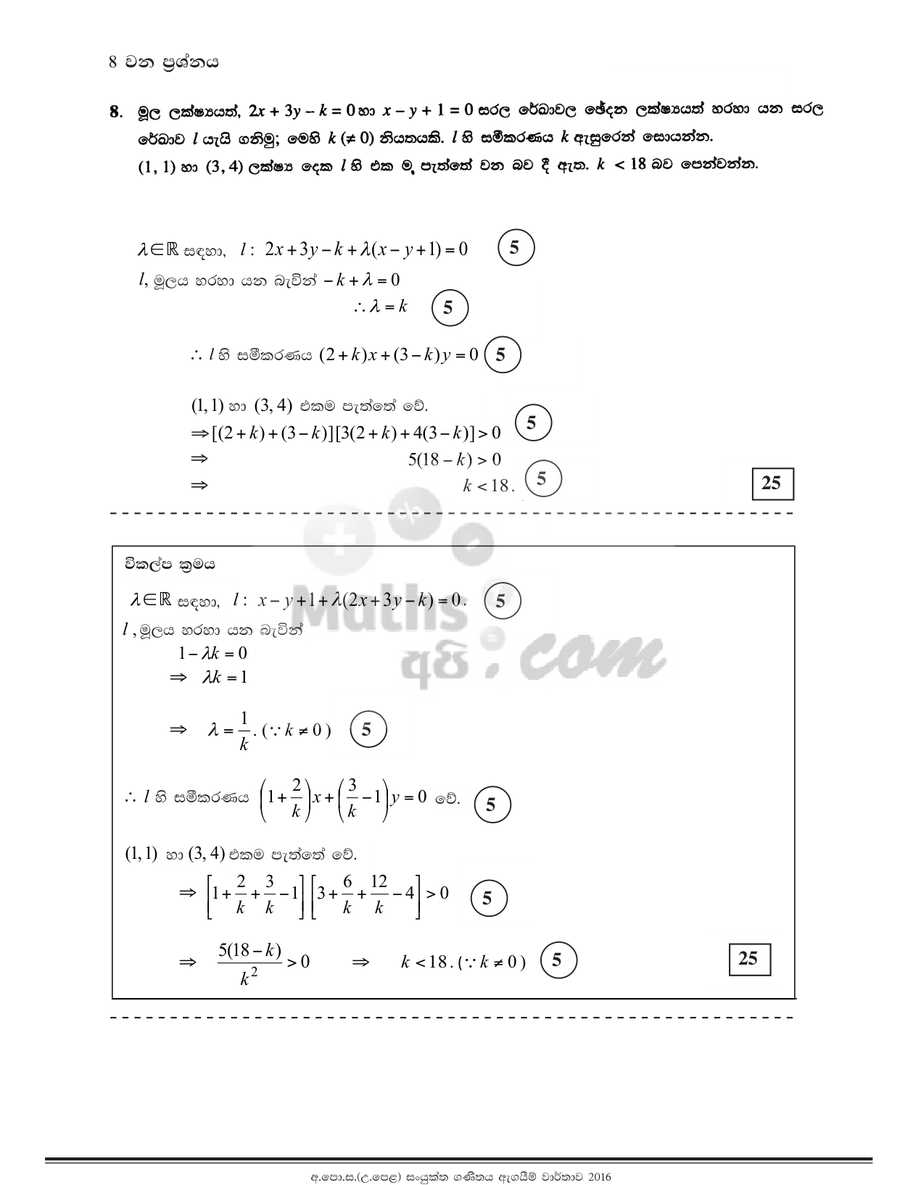 8 වන ප්‍රශ්නය
8. මූල ලක්ෂ්‍යයත්, 2x + 3y – k = 0 හා x – y + 1 = 0 සරල රේඛාවල ඡේදන ලක්ෂ්‍යයත් හරහා යන සරල
රේඛාව l යැයි ගනිමු; මෙහි k (≠ 0) නියතයකි. l හි සමීකරණය k ඇසුරෙන් සොයන්න.
(1, 1) හා (3, 4) ලක්ෂ්‍ය දෙක l හි එක ම පැත්තේ වන බව දී ඇත. k < 18 බව පෙන්වන්න.
λ∈ℝ සඳහා, l : 2x+3y−k+λ(x−y+1)=0 5
l, මූලය හරහා යන බැවින් −k+λ=0
∴ λ = k 5
∴ l හි සමීකරණය (2+k)x+(3−k)y=0 5
(1,1) හා (3,4) එකම පැත්තේ වේ.
⇒[(2+k)+(3−k)][3(2+k)+4(3−k)]>0 5
⇒ 5(18−k) > 0
⇒ k <18. 5 25
විකල්ප ක්‍රමය
λ∈ℝ සඳහා, l : x−y+1+λ(2x+3y−k)=0. 5
l ,මූලය හරහා යන බැවින්
1−λk = 0
⇒ λk =1
⇒ λ = 1/k . (∵ k ≠ 0 ) 5
∴ l හි සමීකරණය (1+2/k)x+(3/k−1)y=0 වේ. 5
(1,1) හා (3,4) එකම පැත්තේ වේ.
⇒ [1+2/k+3/k−1][3+6/k+12/k−4]>0 5
⇒ 5(18−k)/k² >0 ⇒ k <18. (∵ k ≠ 0 ) 5 25
Maths
අපි . com
අ.පො.ස.(උ.පෙළ) සංයුක්ත ගණිතය ඇගයීම් වාර්තාව 2016